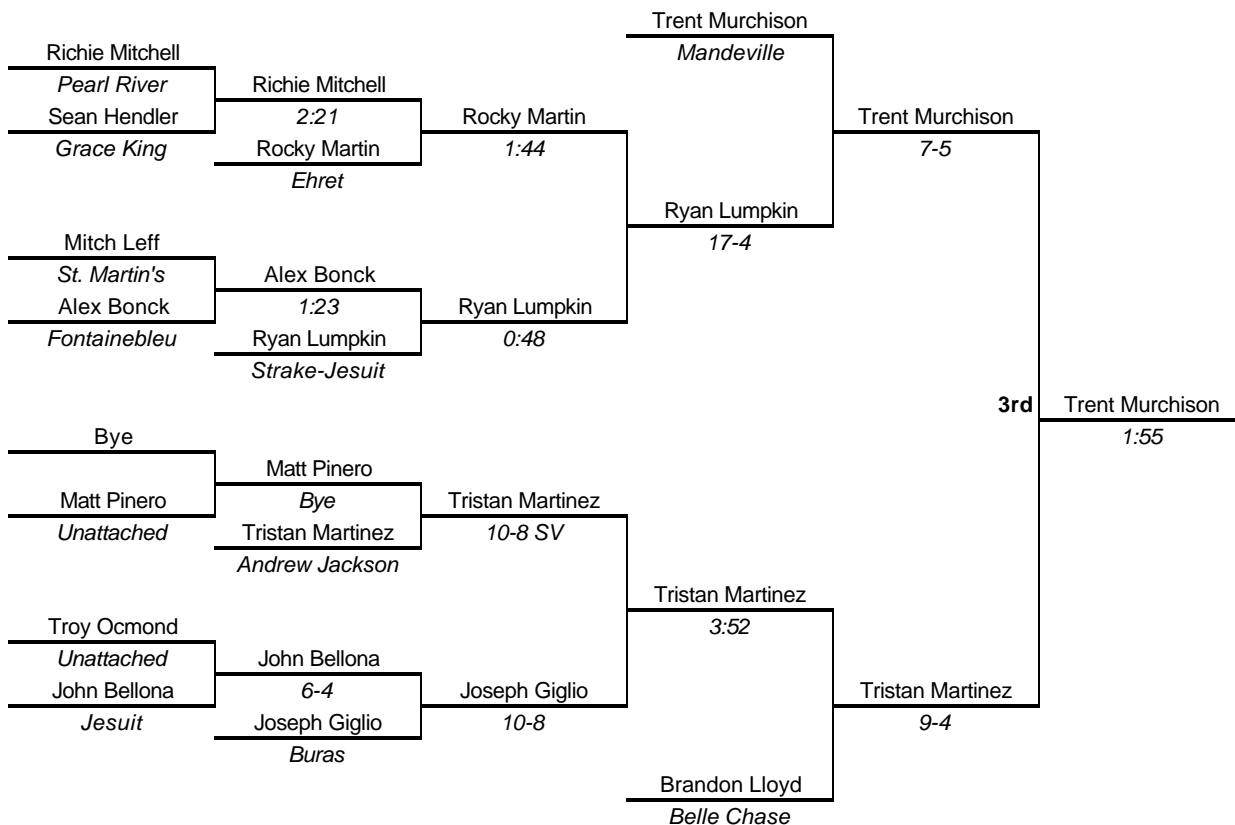 Trent Murchison
Mandeville
Richie Mitchell
Pearl River
Sean Hendler
Grace King
Richie Mitchell
2:21
Rocky Martin
Ehret
Rocky Martin
1:44
Trent Murchison
7-5
Ryan Lumpkin
17-4
Mitch Leff
St. Martin's
Alex Bonck
Fontainebleu
Alex Bonck
1:23
Ryan Lumpkin
Strake-Jesuit
Ryan Lumpkin
0:48
3rd
Trent Murchison
1:55
Bye
Matt Pinero
Unattached
Matt Pinero
Bye
Tristan Martinez
Andrew Jackson
Tristan Martinez
10-8 SV
Tristan Martinez
3:52
Troy Ocmond
Unattached
John Bellona
Jesuit
John Bellona
6-4
Joseph Giglio
Buras
Joseph Giglio
10-8
Tristan Martinez
9-4
Brandon Lloyd
Belle Chase